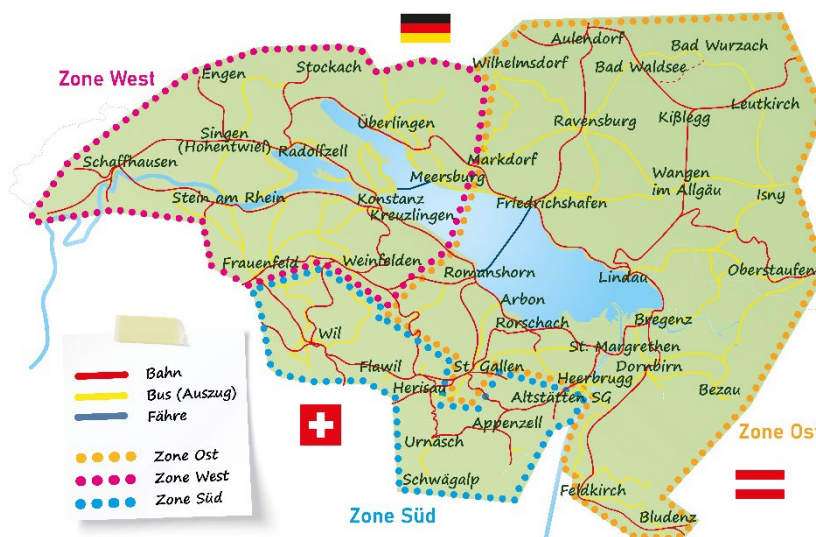 Zone West
Engen
Stockach
Singen
(Hohentwiel)
Radolfzell
Schaffhausen
Stein am Rhein
Überlingen
Meersburg
Konstanz
Kreuzlingen
Frauenfeld
Weinfelden
Aulendorf
Wilhelmsdorf
Bad Wurzach
Bad Waldsee
Leutkirch
Ravensburg
Kißlegg
Markdorf
Wangen
im Allgäu
Isny
Friedrichshafen
Romanshorn
Lindau
Oberstaufen
Arbon
Bregenz
Rorschach
St. Margrethen
Wil
Flawil
St. Gallen
Dornbirn
Heerbrugg
Herisau
Altstätten SG
Bezau
Appenzell
Urnasch
Schwägalp
Zone Ost
Feldkirch
Bludenz
Zone Süd
Bahn
Bus (Auszug)
Fähre
Zone Ost
Zone West
Zone Süd